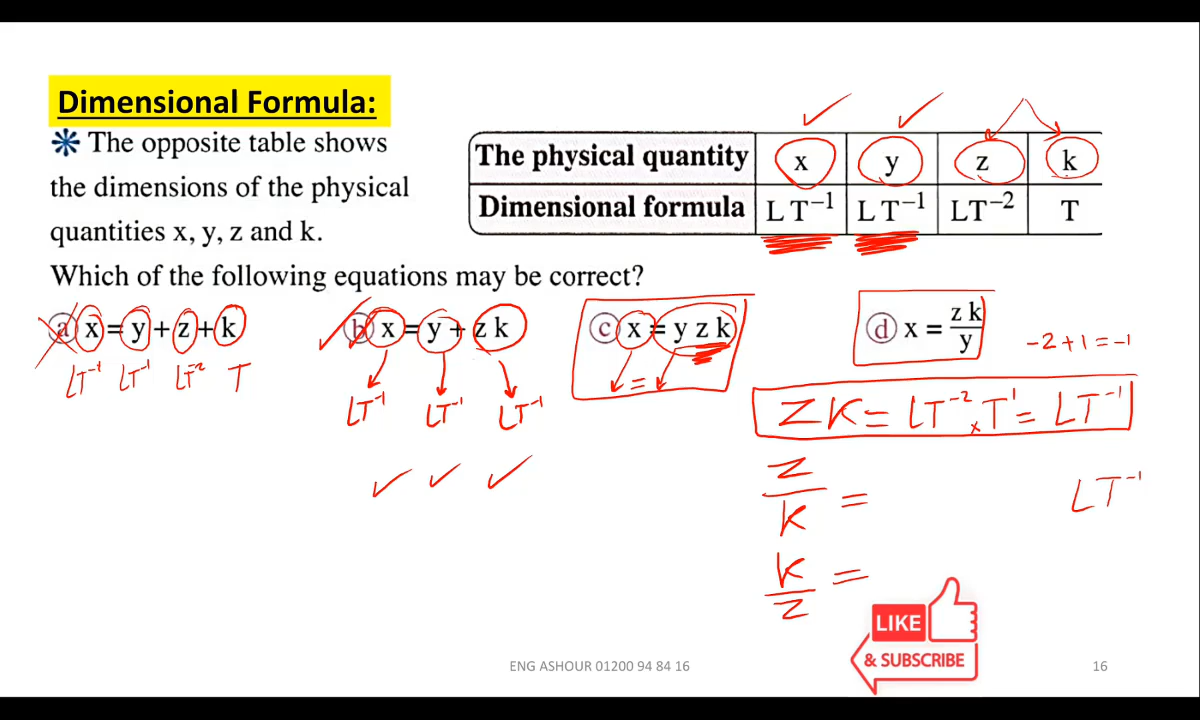 Dimensional Formula:
The opposite table shows
the dimensions of the physical
quantities x, y, z and k.
The physical quantity x y z k
Dimensional formula L T⁻¹ L T⁻¹ LT⁻² T
Which of the following equations may be correct?
ⓐ x = y + z + k ⓑ x = y + z k ⓒ x = y z k ⓓ x = z k / y
LT⁻¹ LT⁻¹ LT⁻² T
LT⁻¹ LT⁻¹ LT⁻¹
=
-2+1=-1
ZK = LT⁻² × T¹ = LT⁻¹
Z / K =
LT⁻¹
K / Z =
LIKE
& SUBSCRIBE
ENG ASHOUR 01200 94 84 16
16